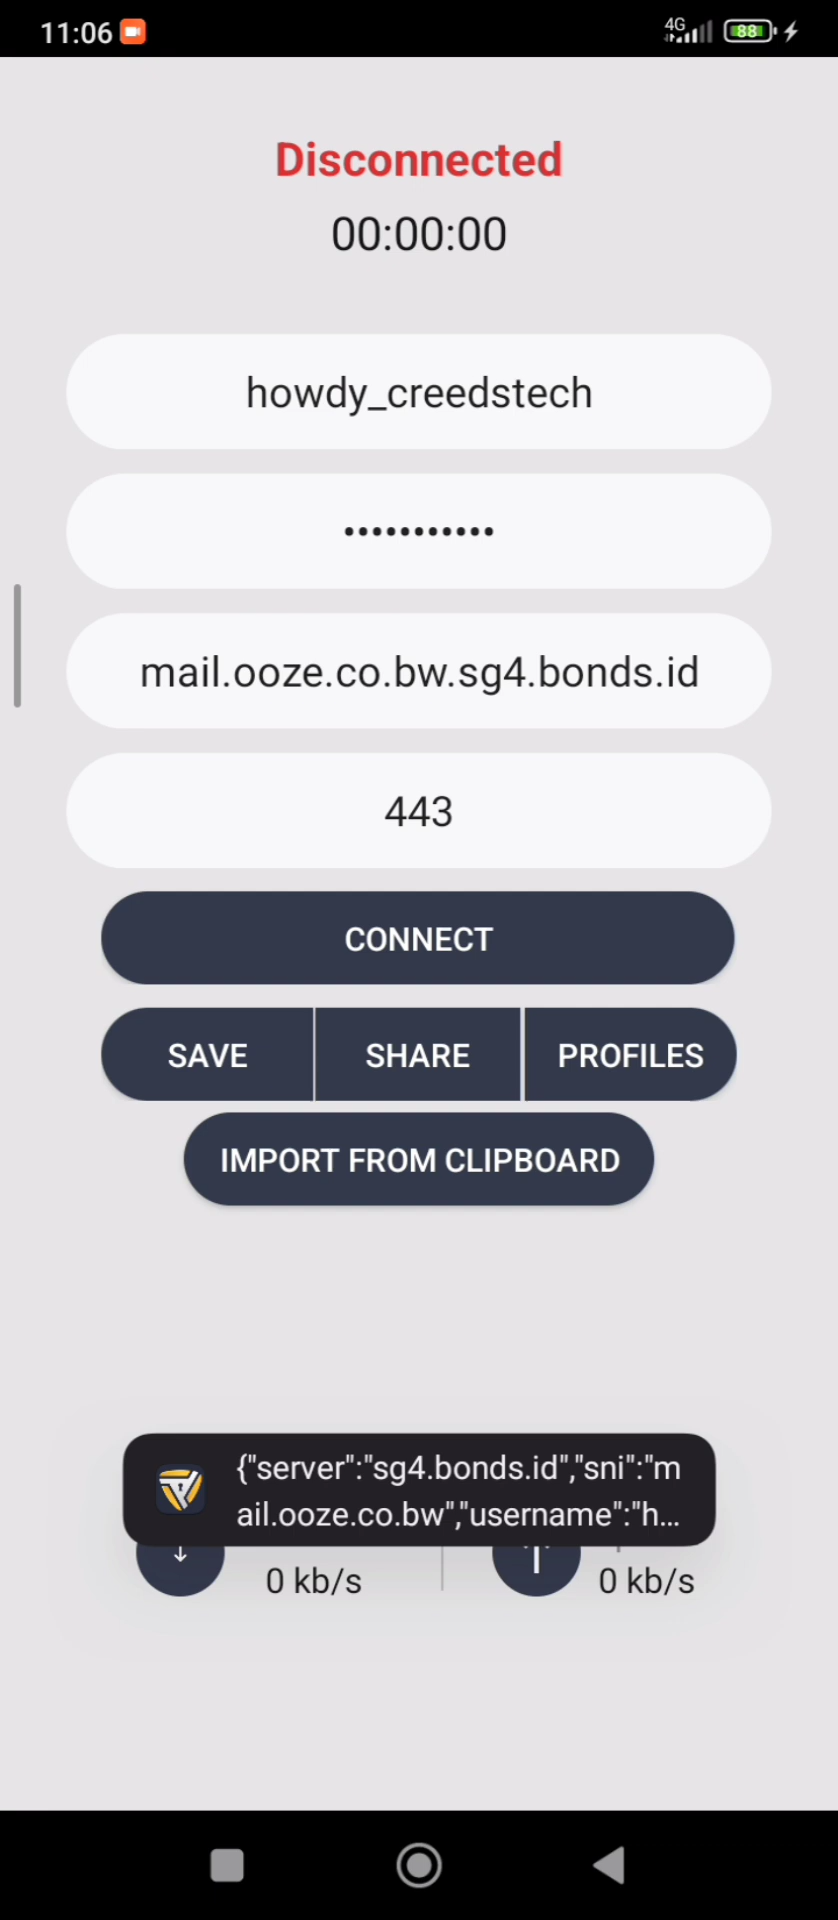 11:06
4G
88
Disconnected
00:00:00
howdy_creedstech
•••••••••••
mail.ooze.co.bw.sg4.bonds.id
443
CONNECT
SAVE SHARE PROFILES
IMPORT FROM CLIPBOARD
{"server":"sg4.bonds.id","sni":"m
ail.ooze.co.bw","username":"h...
0 kb/s 0 kb/s